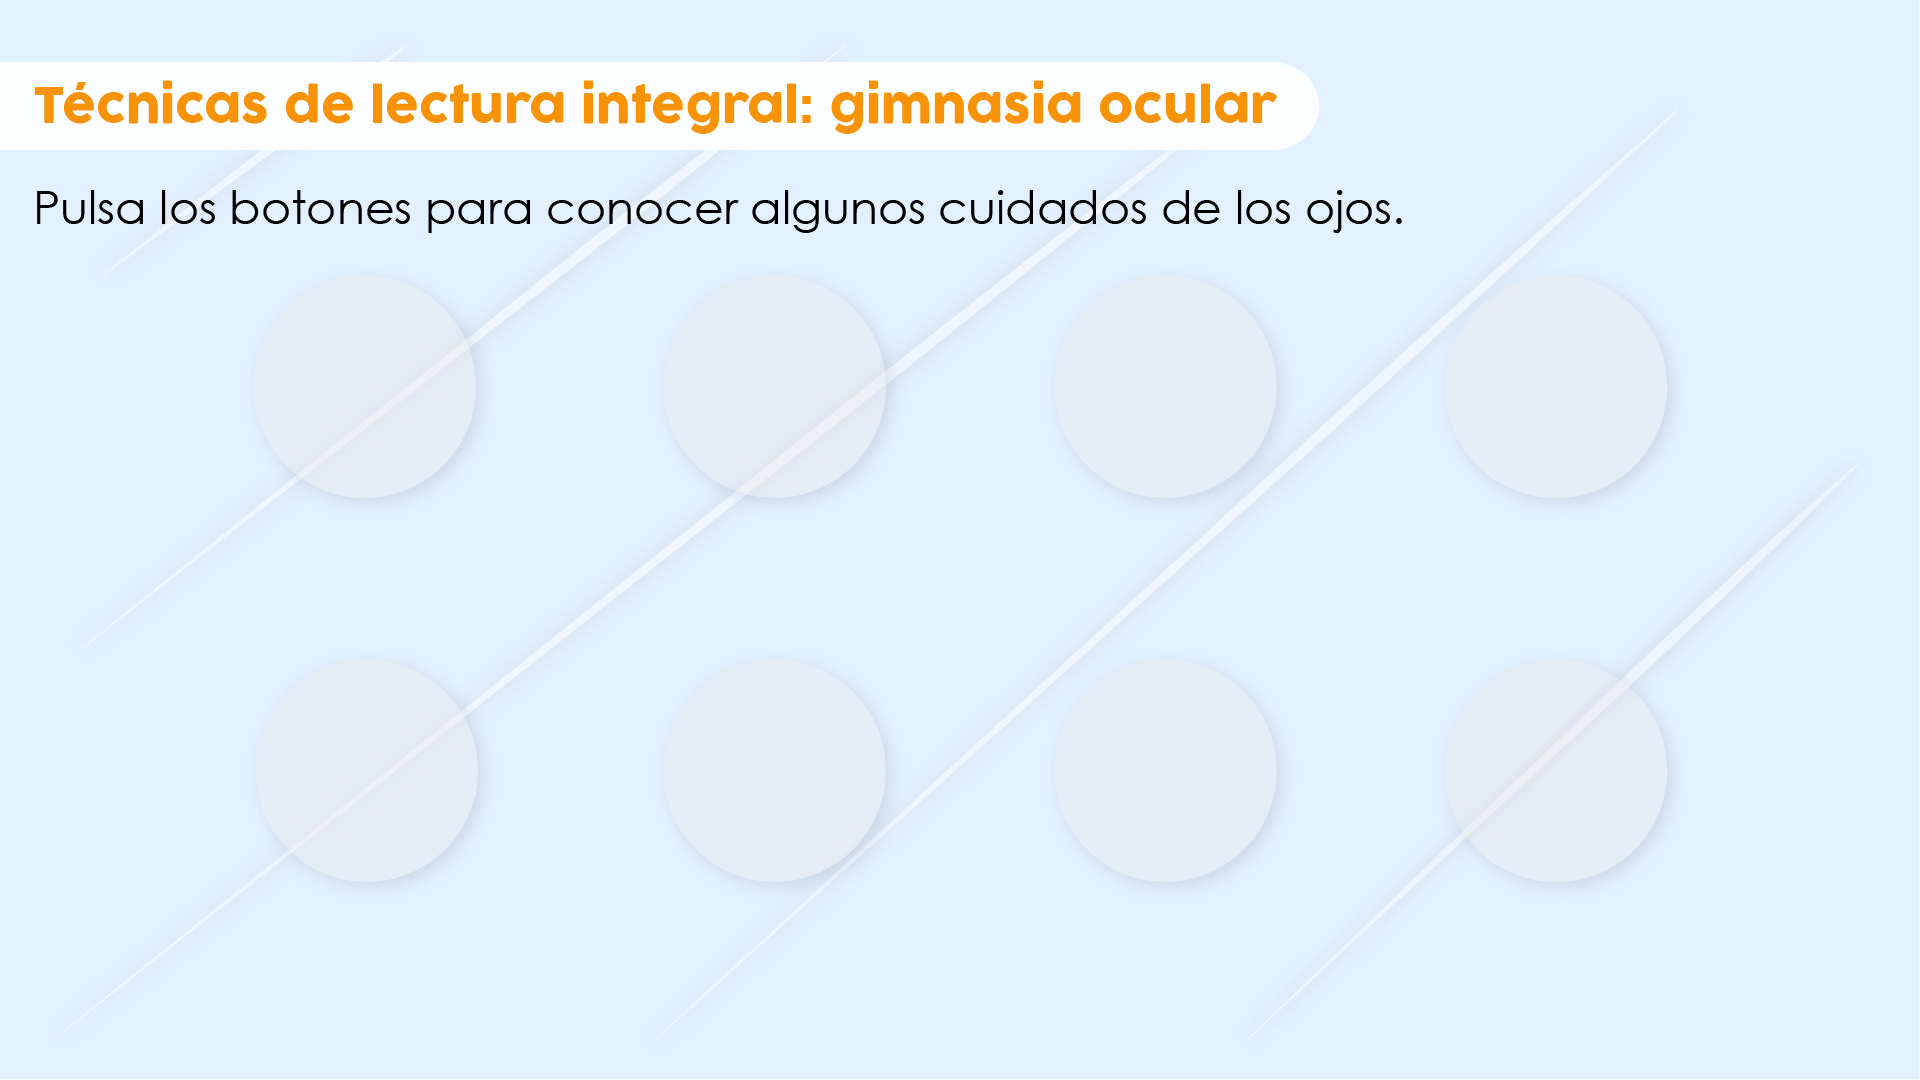 Técnicas de lectura integral: gimnasia ocular
Pulsa los botones para conocer algunos cuidados de los ojos.